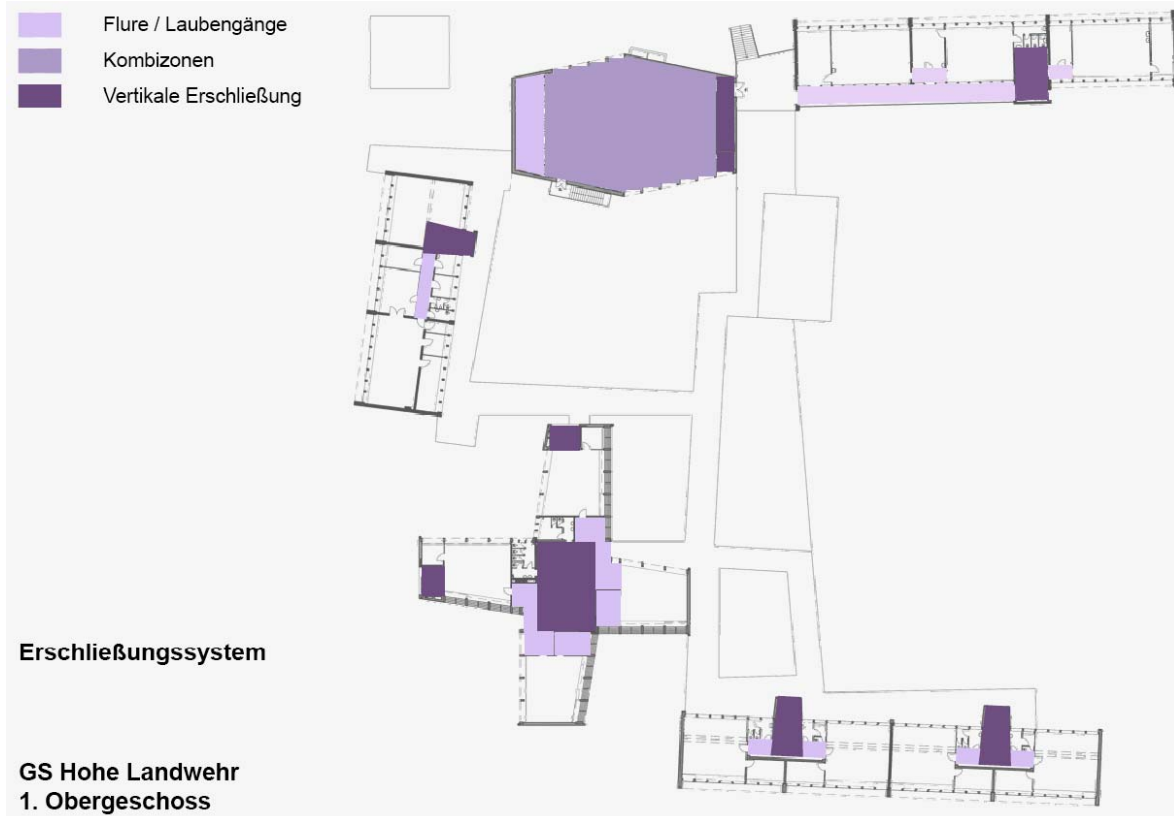 Flure / Laubengänge
Kombizonen
Vertikale Erschließung
Erschließungssystem
GS Hohe Landwehr
1. Obergeschoss